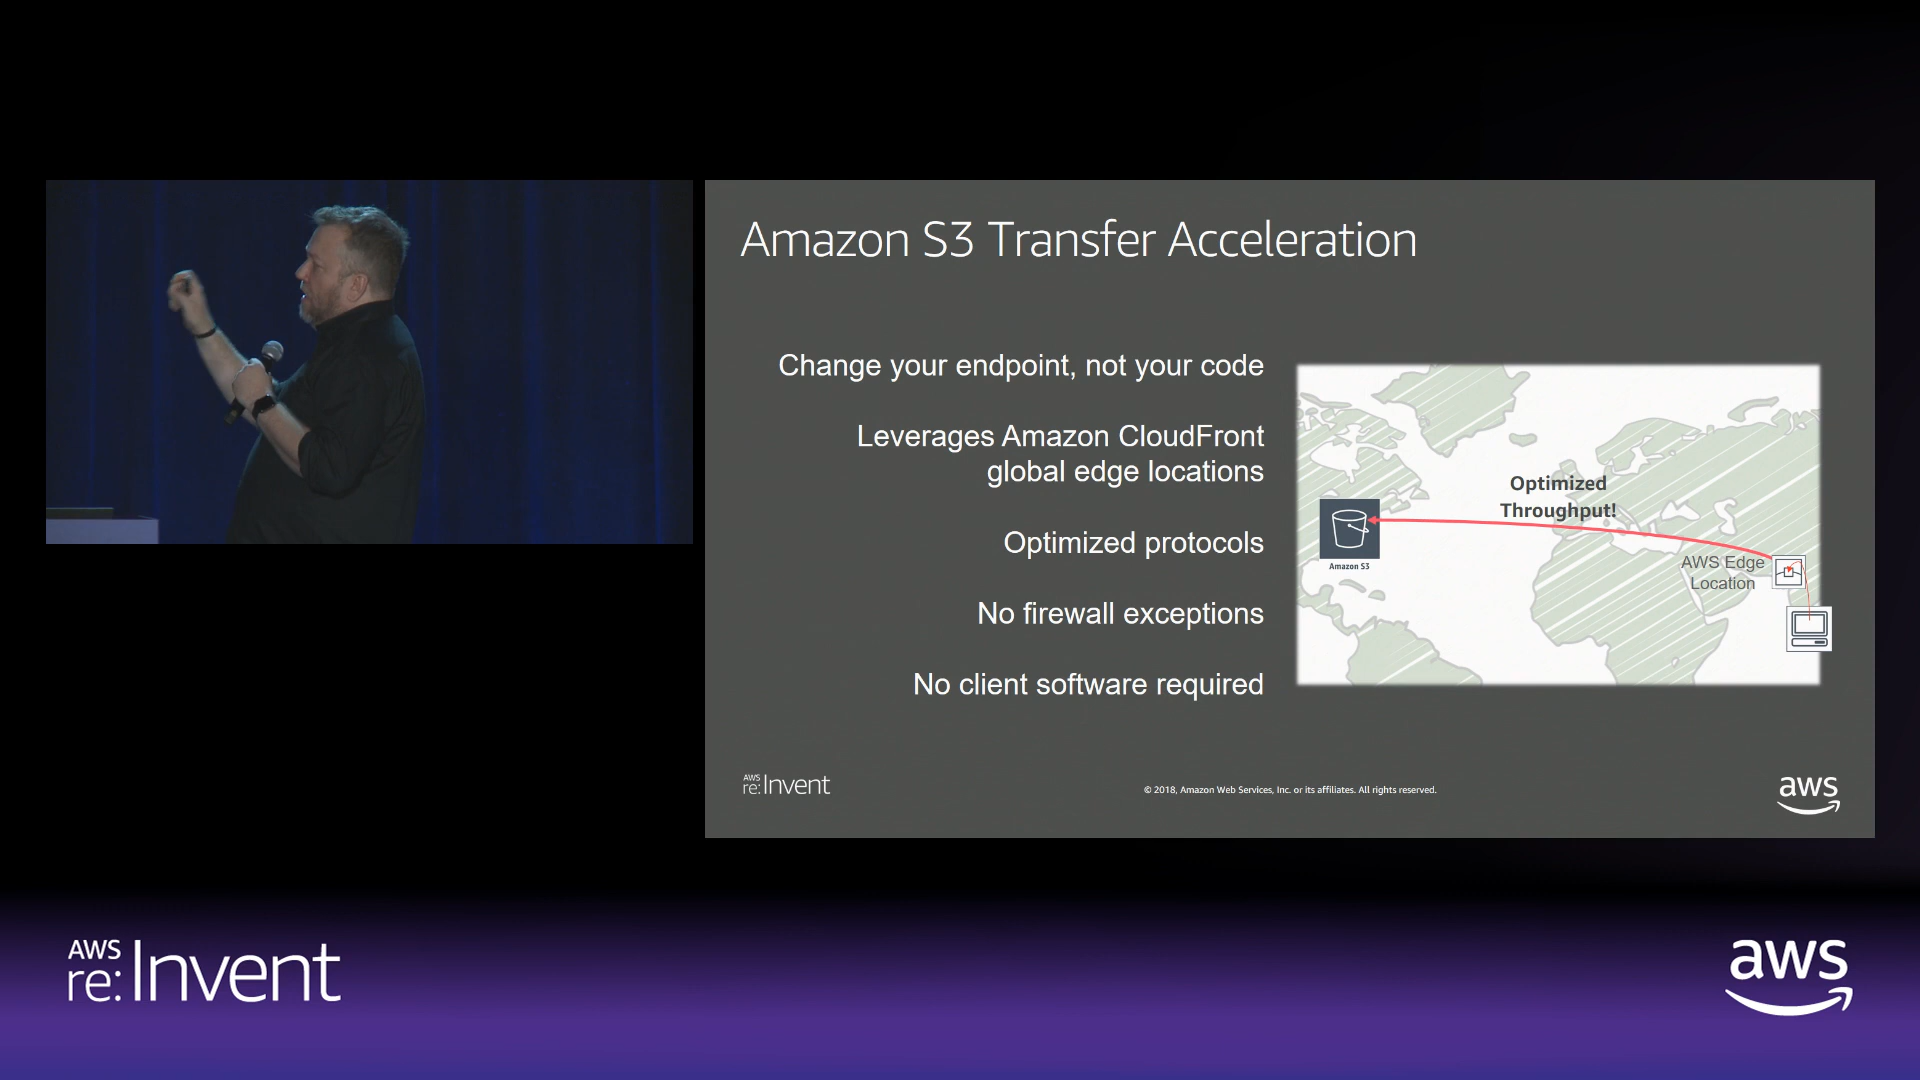 Amazon S3 Transfer Acceleration
Change your endpoint, not your code
Leverages Amazon CloudFront
global edge locations
Optimized protocols
No firewall exceptions
No client software required
Optimized
Throughput!
Amazon S3
AWS Edge
Location
AWS
re:Invent
© 2018, Amazon Web Services, Inc. or its affiliates. All rights reserved.
aws
AWS
re:Invent
aws